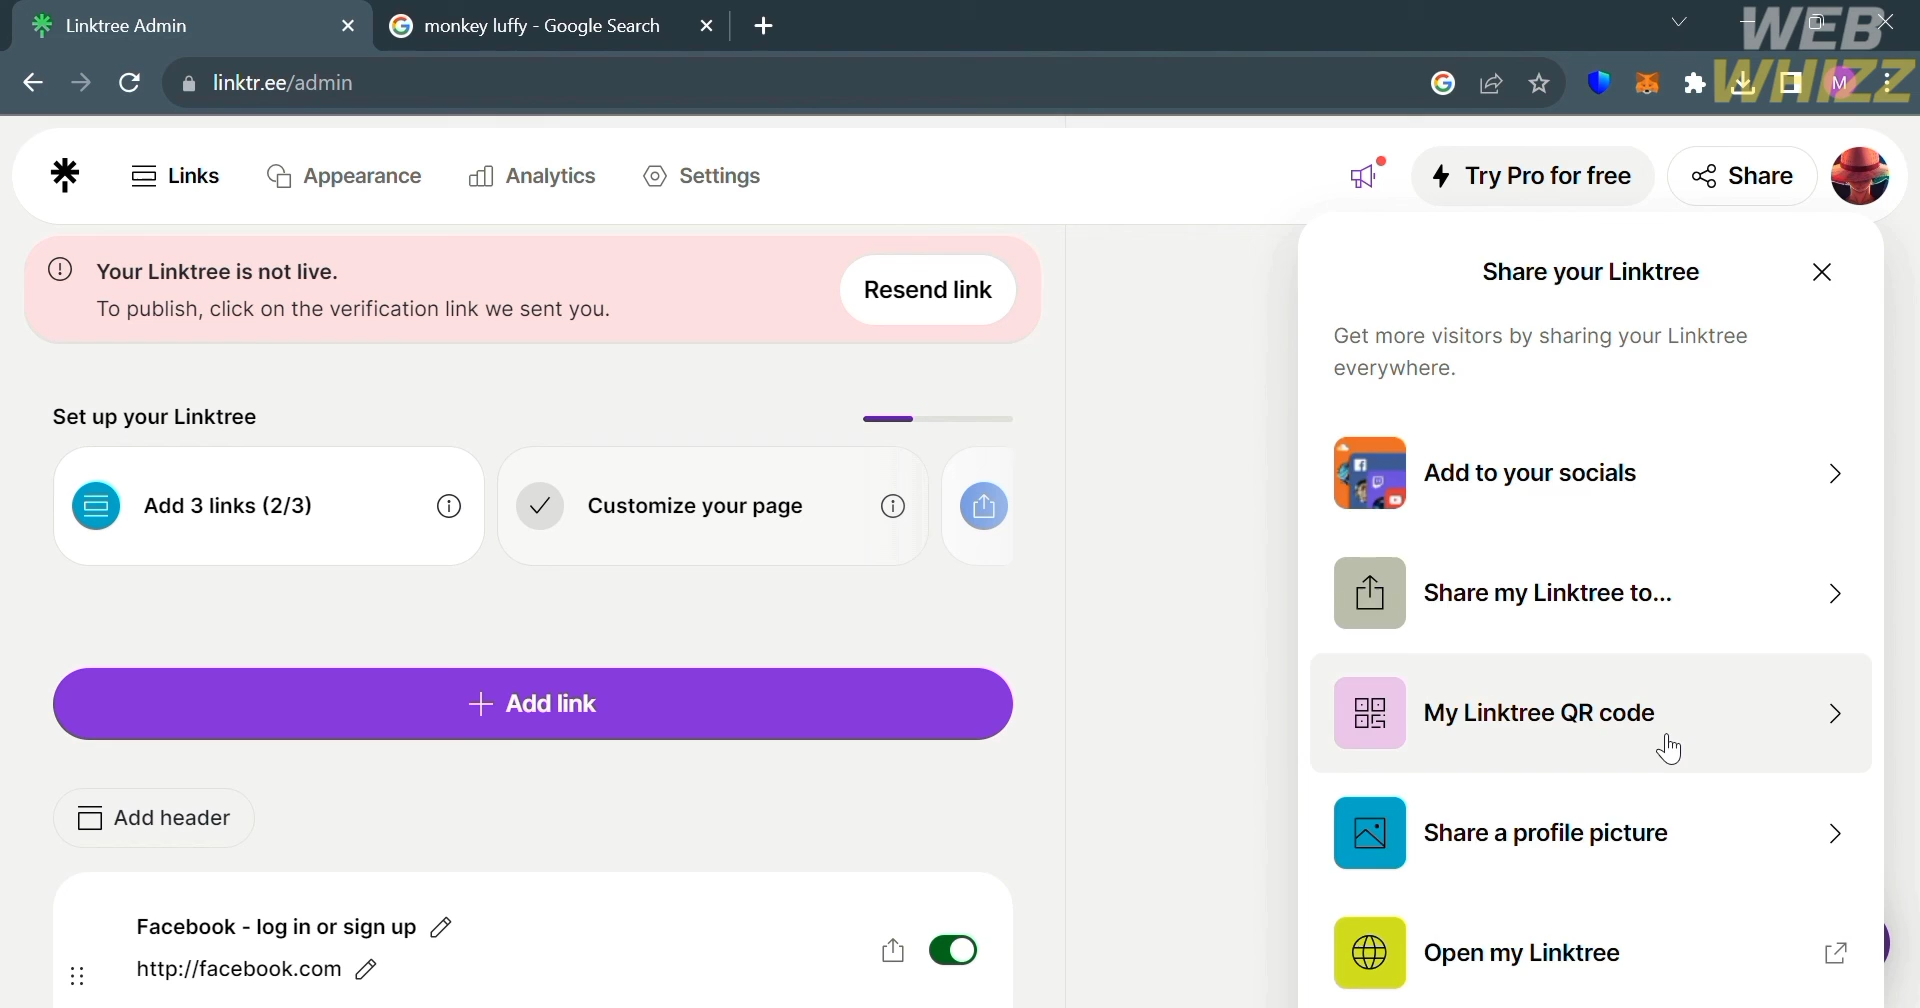 Linktree Admin
monkey luffy - Google Search
WEB
WHIZZ
linktr.ee/admin
M
Links
Appearance
Analytics
Settings
Try Pro for free
Share
Your Linktree is not live.
To publish, click on the verification link we sent you.
Resend link
Set up your Linktree
Add 3 links (2/3)
Customize your page
Add link
Add header
Facebook - log in or sign up
http://facebook.com
Share your Linktree
Get more visitors by sharing your Linktree
everywhere.
Add to your socials
Share my Linktree to...
My Linktree QR code
Share a profile picture
Open my Linktree